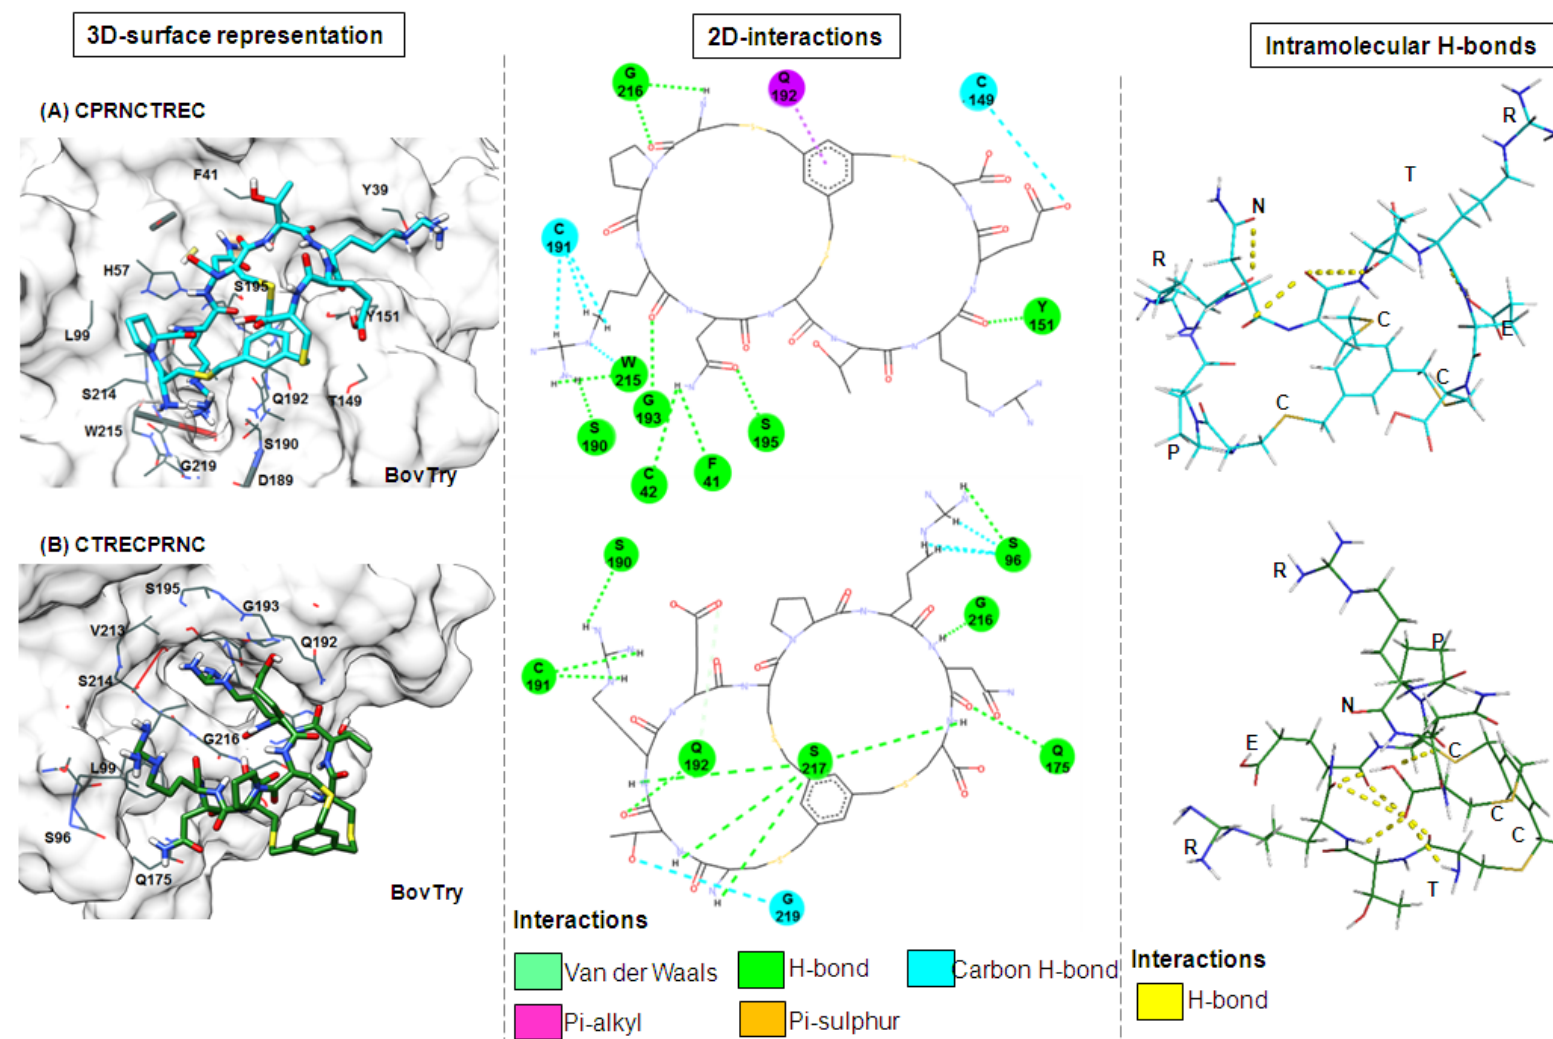 3D-surface representation
2D-interactions
Intramolecular H-bonds
(A) CPRNCTREC
F41
Y39
H57
S195
L99
Y151
S214
Q192
T149
W215
S190
G219
D189
BovTry
G
216
Q
192
C
149
C
191
Y
151
W
215
G
193
S
190
S
195
C
42
F
41
R
T
N
R
C
E
C
C
P
(B) CTRECPRNC
S195
G193
V213
Q192
S214
G216
L99
S96
Q175
BovTry
S
190
S
96
G
216
C
191
Q
192
S
217
Q
175
G
219
R
P
N
E
C
C
C
R
T
Interactions
Van der Waals
H-bond
Carbon H-bond
Pi-alkyl
Pi-sulphur
Interactions
H-bond